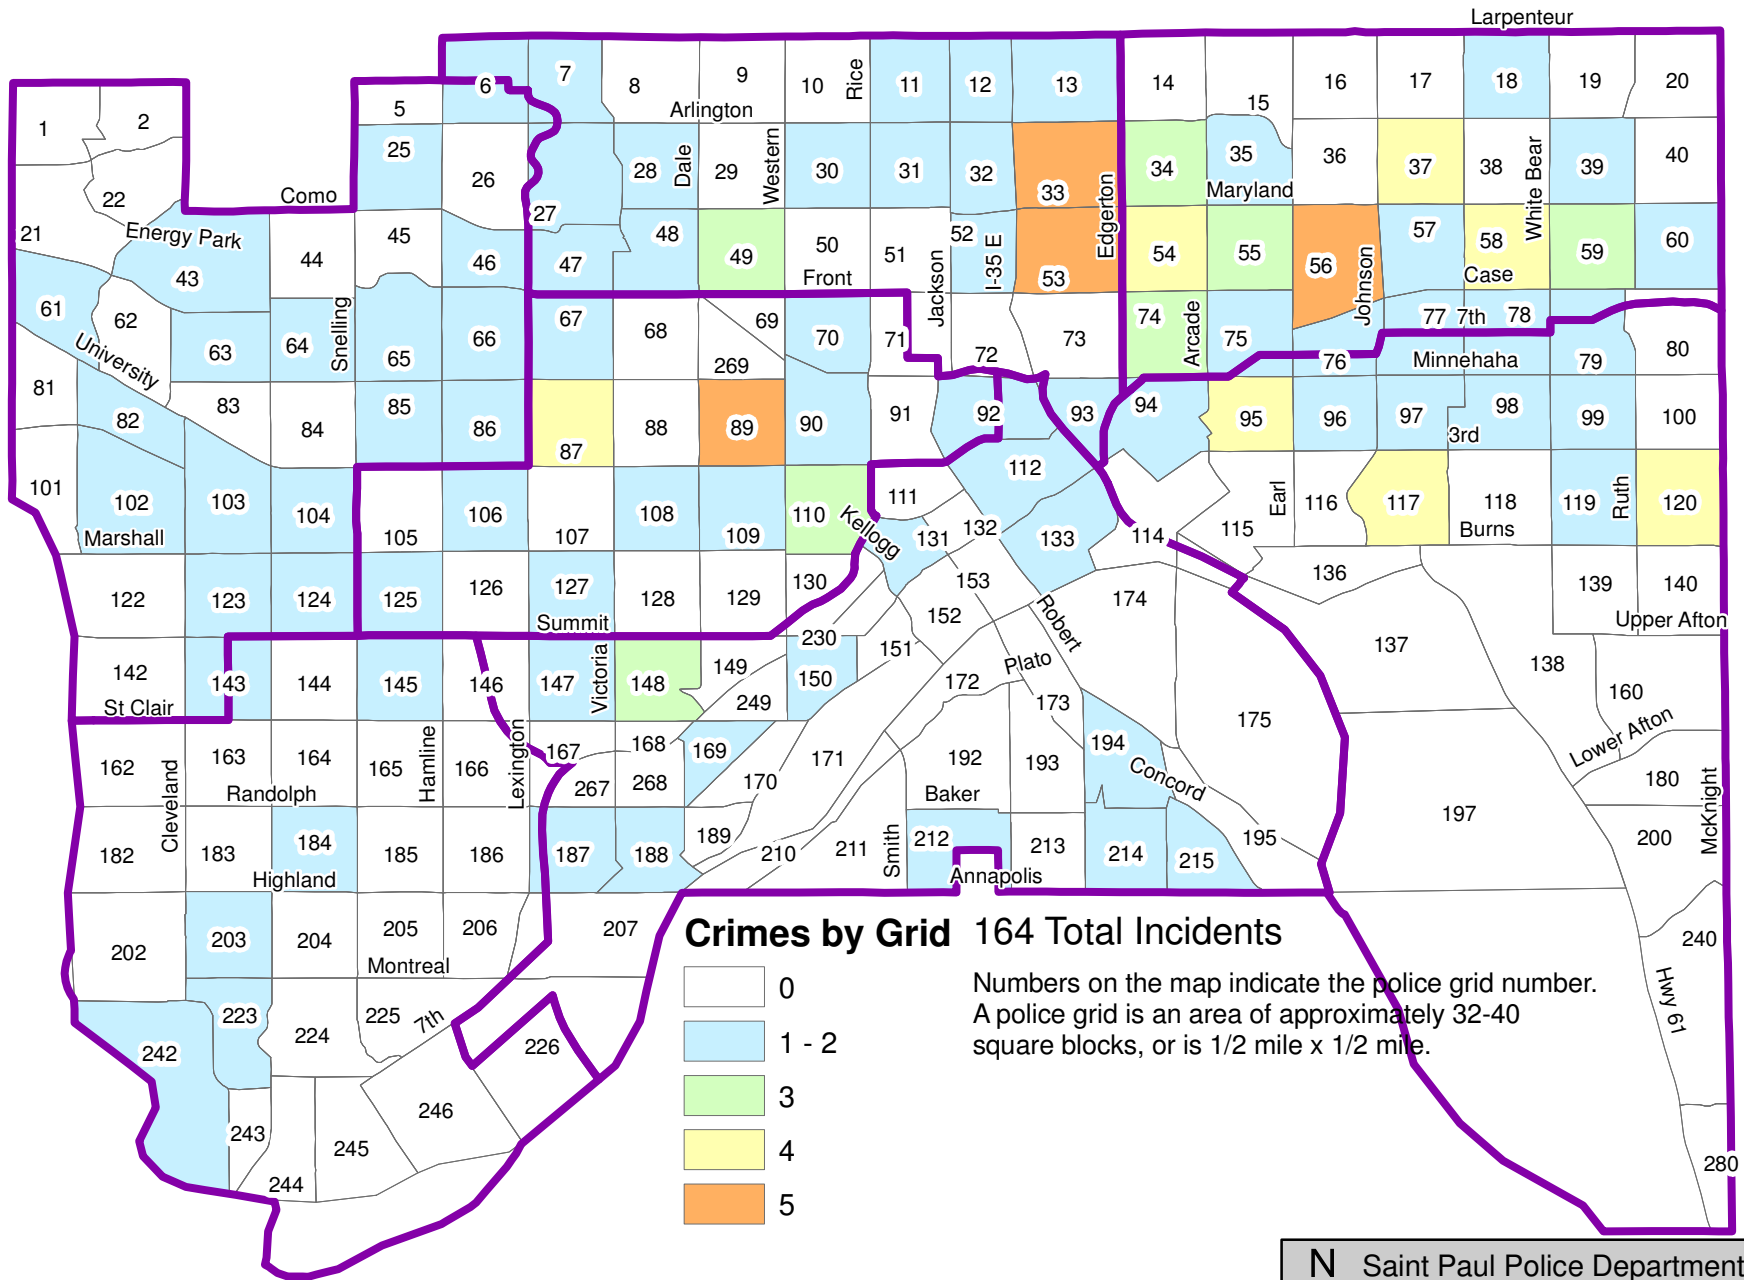 Larpenteur
6 7 8 9 10 Rice 11 12 13 14 15 16 17 18 19 20
1 2 5 Arlington
25 26 27 28 Dale 29 Western 30 31 32 33 Edgerton 34 35 36 37 38 White Bear 39 40
22 Como Maryland
21 Energy Park 43 44 45 46 47 48 49 50 51 52 I-35 E 53 54 55 56 57 58 59 60
Front Jackson Johnson Case
61 62 63 64 Snelling 65 66 67 68 69 70 71 72 73 74 Arcade 75 76 77 7th 78 79 80
University 269 Minnehaha
81 82 83 84 85 86 87 88 89 90 91 92 93 94 95 96 97 98 99 100
3rd
101 102 103 104 105 106 107 108 109 110 Kellogg 111 112 114 115 Earl 116 117 118 119 Ruth 120
Marshall 131 132 133 Burns
122 123 124 125 126 127 128 129 130 153 152 Robert 174 136 139 140
Summit 230 151 Upper Afton
142 143 144 145 146 147 Victoria 148 149 150 249 172 Plato 173 175 137 138 160
St Clair Lower Afton
162 Cleveland 163 164 165 Hamline 166 Lexington 167 267 168 268 169 170 171 192 193 194 Concord 180 McKnight
Randolph Baker
182 183 184 185 186 187 188 189 210 211 Smith 212 213 214 215 195 197 200
Highland Annapolis
202 203 204 205 206 207 240
Montreal
242 223 224 225 7th 226 Hwy 61
243 244 245 246 280
Crimes by Grid
0
1 - 2
3
4
5
164 Total Incidents
Numbers on the map indicate the police grid number.
A police grid is an area of approximately 32-40
square blocks, or is 1/2 mile x 1/2 mile.
N Saint Paul Police Department